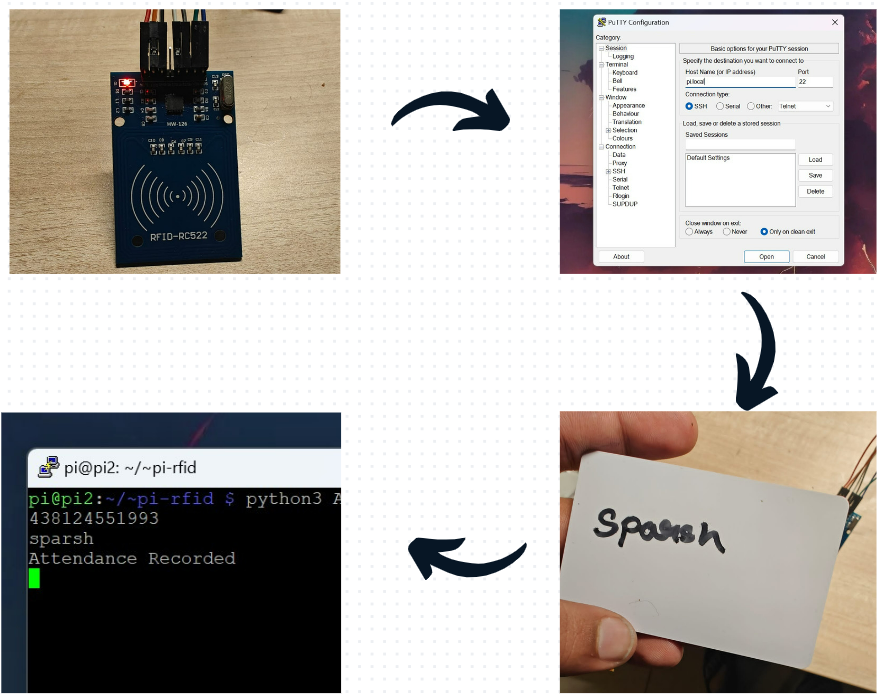 HW-126
C10 C9
RFID-RC522
PuTTY Configuration
Category:
Session
Logging
Terminal
Keyboard
Bell
Features
Window
Appearance
Behaviour
Translation
Selection
Colours
Connection
Data
Proxy
SSH
Serial
Telnet
Rlogin
SUPDUP
Basic options for your PuTTY session
Specify the destination you want to connect to
Host Name (or IP address) Port
pi.local 22
Connection type:
SSH Serial Other: Telnet
Load, save or delete a stored session
Saved Sessions
Default Settings
Load
Save
Delete
Close window on exit:
Always Never Only on clean exit
About Open Cancel
Sparsh
pi@pi2: ~/~pi-rfid
pi@pi2:~/~pi-rfid $ python3 A
438124551993
sparsh
Attendance Recorded